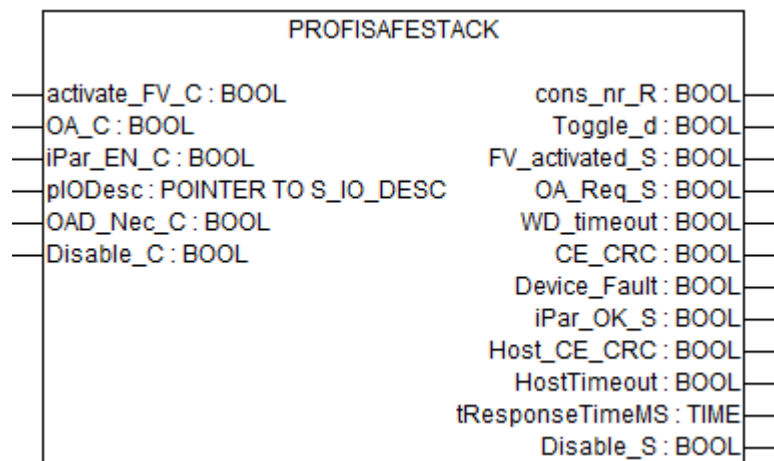 PROFISAFESTACK
activate_FV_C : BOOL cons_nr_R : BOOL
OA_C : BOOL Toggle_d : BOOL
iPar_EN_C : BOOL FV_activated_S : BOOL
pIODesc : POINTER TO S_IO_DESC OA_Req_S : BOOL
OAD_Nec_C : BOOL WD_timeout : BOOL
Disable_C : BOOL CE_CRC : BOOL
Device_Fault : BOOL
iPar_OK_S : BOOL
Host_CE_CRC : BOOL
HostTimeout : BOOL
tResponseTimeMS : TIME
Disable_S : BOOL